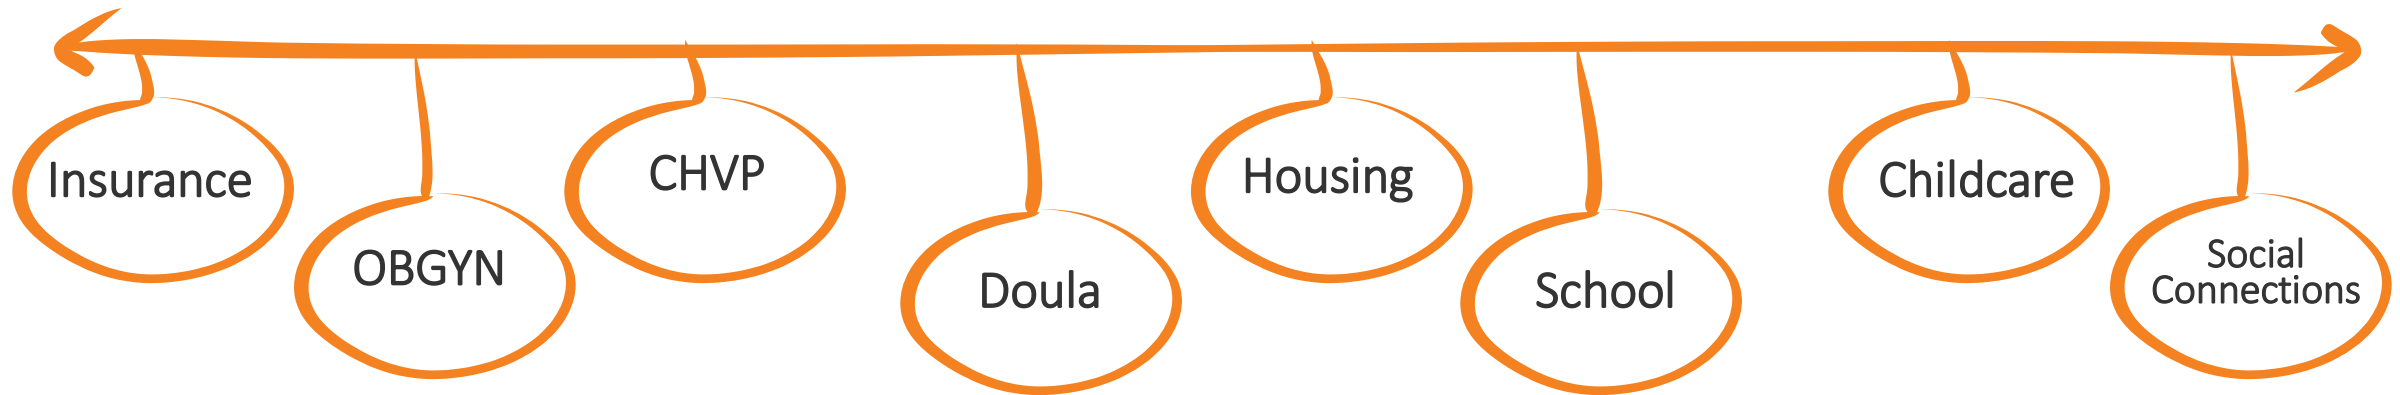 Insurance
OBGYN
CHVP
Doula
Housing
School
Childcare
Social
Connections